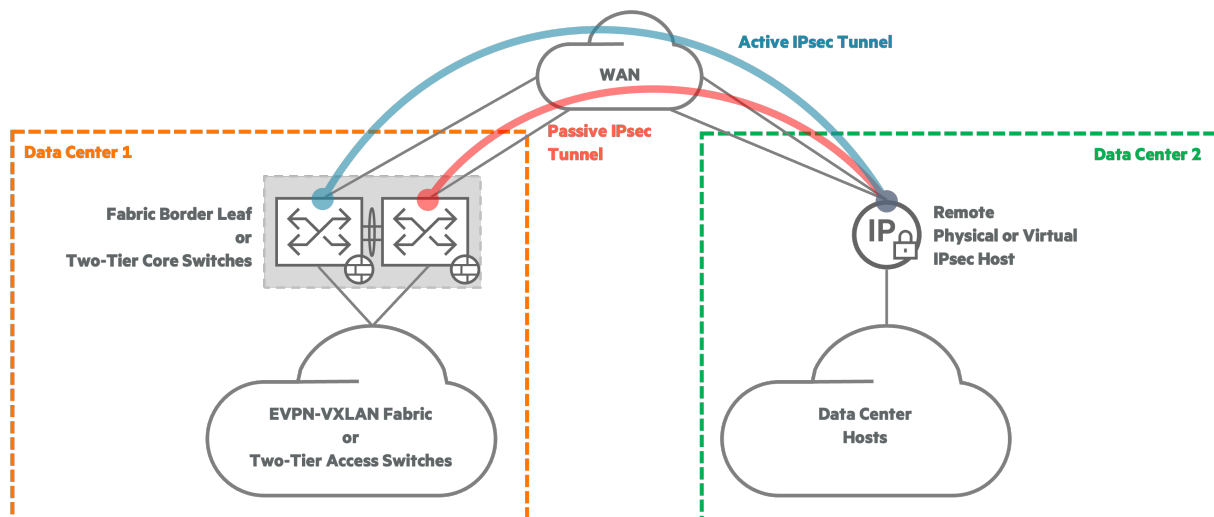 Active IPsec Tunnel
WAN
Passive IPsec
Tunnel
Data Center 1
Data Center 2
Fabric Border Leaf
or
Two-Tier Core Switches
IP
Remote
Physical or Virtual
IPsec Host
EVPN-VXLAN Fabric
or
Two-Tier Access Switches
Data Center
Hosts